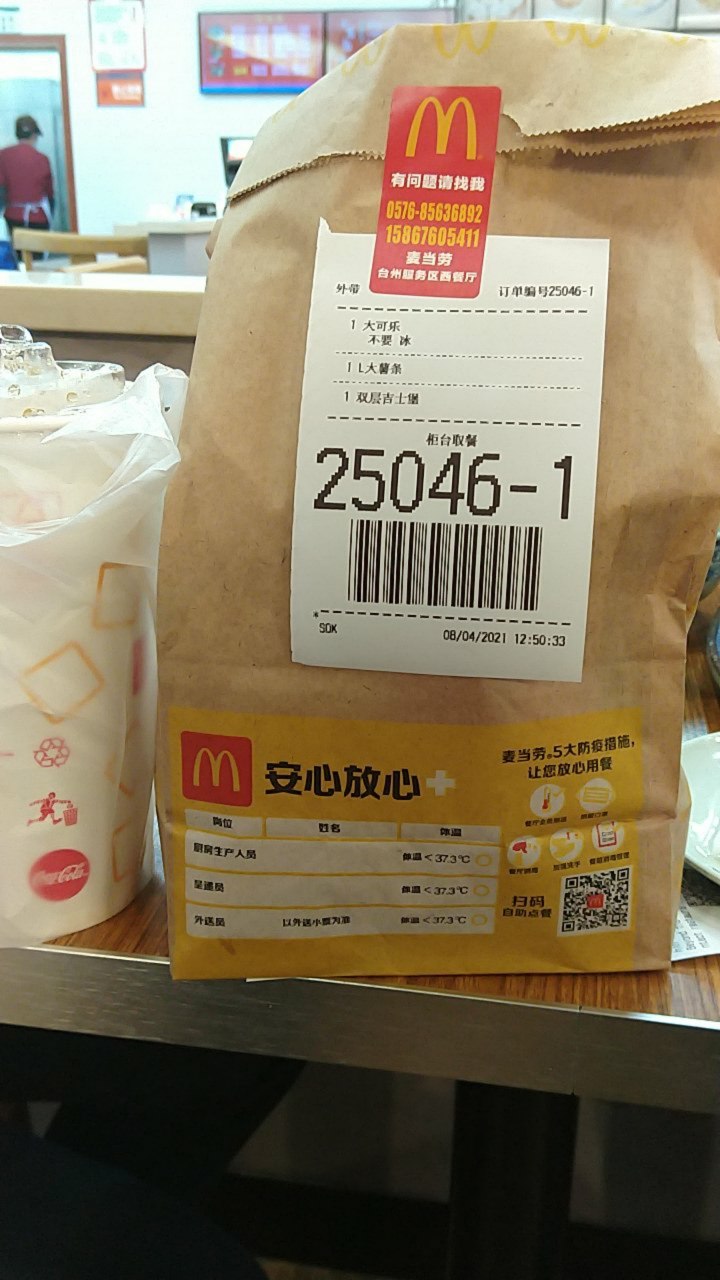 有问题请找我
0576-85636892
15867605411
麦当劳
台州服务区西餐厅
外带
订单编号25046-1
1 大可乐
不要 冰
1 L大薯条
1 双层吉士堡
柜台取餐
25046-1
*
SOK
08/04/2021 12:50:33
安心放心+
岗位 姓名 体温
厨房生产人员 体温<37.3℃
呈递员 体温<37.3℃
外送员 以外送小票为准 体温<37.3℃
麦当劳®5大防疫措施,
让您放心用餐
扫码
自助点餐
Coca-Cola